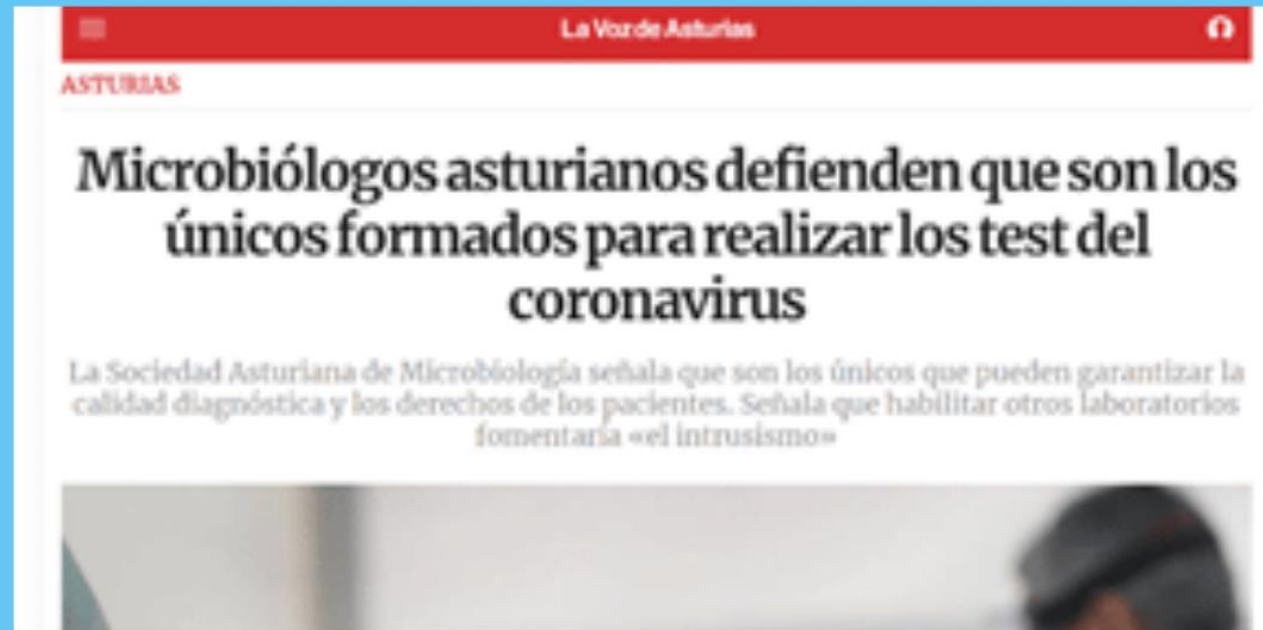 La Voz de Asturias
ASTURIAS
Microbiólogos asturianos defienden que son los
únicos formados para realizar los test del
coronavirus
La Sociedad Asturiana de Microbiología señala que son los únicos que pueden garantizar la
calidad diagnóstica y los derechos de los pacientes. Señala que habilitar otros laboratorios
fomentaría «el intrusismo»